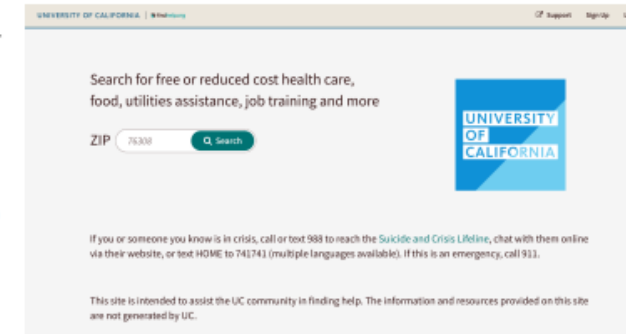 UNIVERSITY OF CALIFORNIA | findhelp.org
Support Sign Up
Search for free or reduced cost health care,
food, utilities assistance, job training and more
ZIP 76308 Search
UNIVERSITY
OF
CALIFORNIA
If you or someone you know is in crisis, call or text 988 to reach the Suicide and Crisis Lifeline, chat with them online
via their website, or text HOME to 741741 (multiple languages available). If this is an emergency, call 911.
This site is intended to assist the UC community in finding help. The information and resources provided on this site
are not generated by UC.